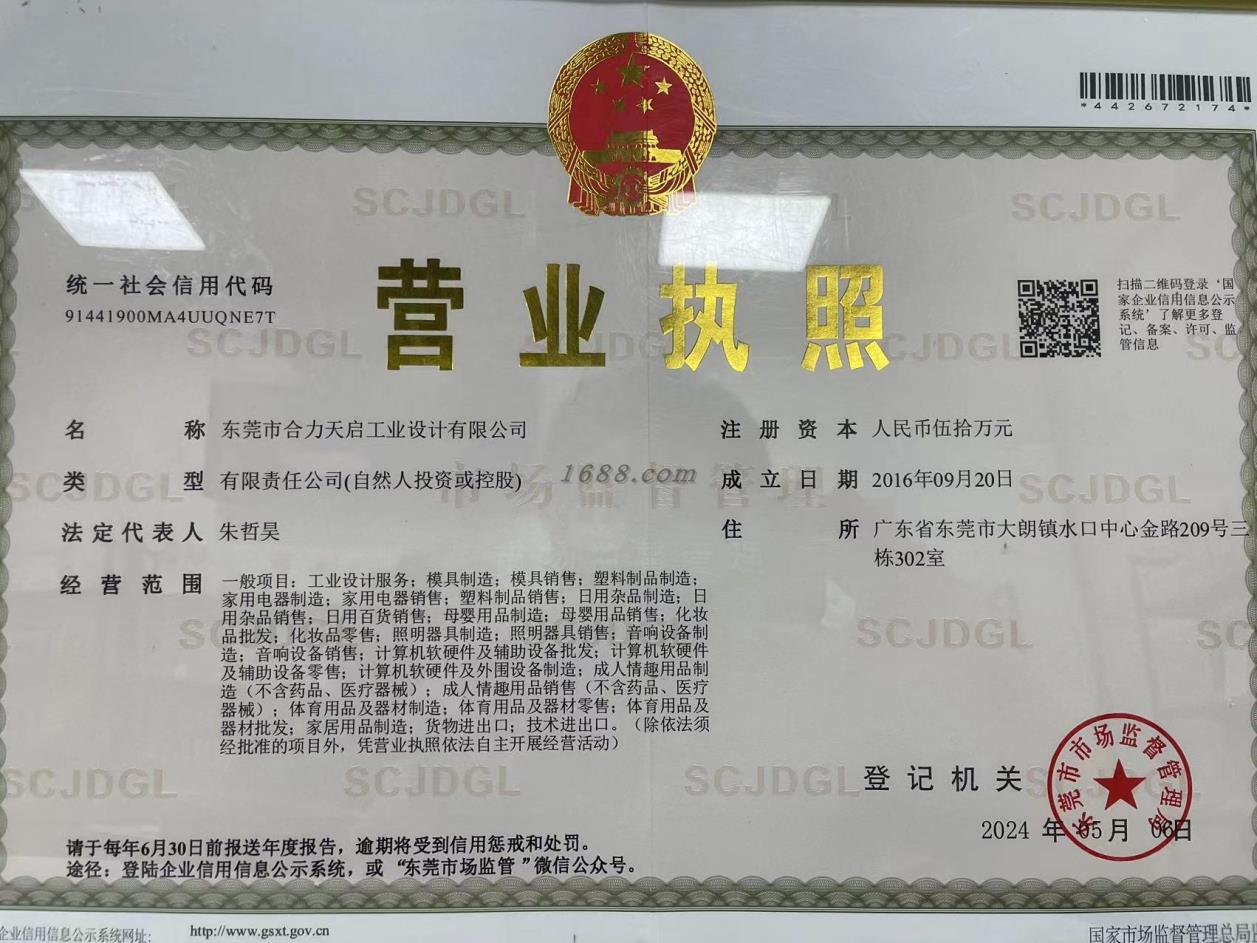 *4426721​74*
SCJDGL
统一社会信用代码
91441900MA4UUQNE7T
营业执照
扫描二维码登录‘国
家企业信用信息公示
系统’了解更多登
记、备案、许可、监
管信息
名称 东莞市合力天启工业设计有限公司
注册资本 人民币伍拾万元
类型 有限责任公司(自然人投资或控股)
1688.com
市场监督管理
成立日期 2016年09月20日
法定代表人 朱哲昊
住所 广东省东莞市大朗镇水口中心金路209号三
栋302室
经营范围 一般项目：工业设计服务；模具制造；模具销售；塑料制品制造；
家用电器制造；家用电器销售；塑料制品销售；日用杂品制造；日
用杂品销售；日用百货销售；母婴用品制造；母婴用品销售；化妆
品批发；化妆品零售；照明器具制造；照明器具销售；音响设备制
造；音响设备销售；计算机软硬件及辅助设备批发；计算机软硬件
及辅助设备零售；计算机软硬件及外围设备制造；成人情趣用品制
造（不含药品、医疗器械）；成人情趣用品销售（不含药品、医疗
器械）；体育用品及器材制造；体育用品及器材零售；体育用品及
器材批发；家居用品制造；货物进出口；技术进出口。（除依法须
经批准的项目外，凭营业执照依法自主开展经营活动）
登记机关
东莞市市场监督管理局
2024 年 05 月 06 日
请于每年6月30日前报送年度报告，逾期将受到信用惩戒和处罚。
途径：登陆企业信用信息公示系统，或“东莞市场监管”微信公众号。
企业信用信息公示系统网址： http://www.gsxt.gov.cn
国家市场监督管理总局